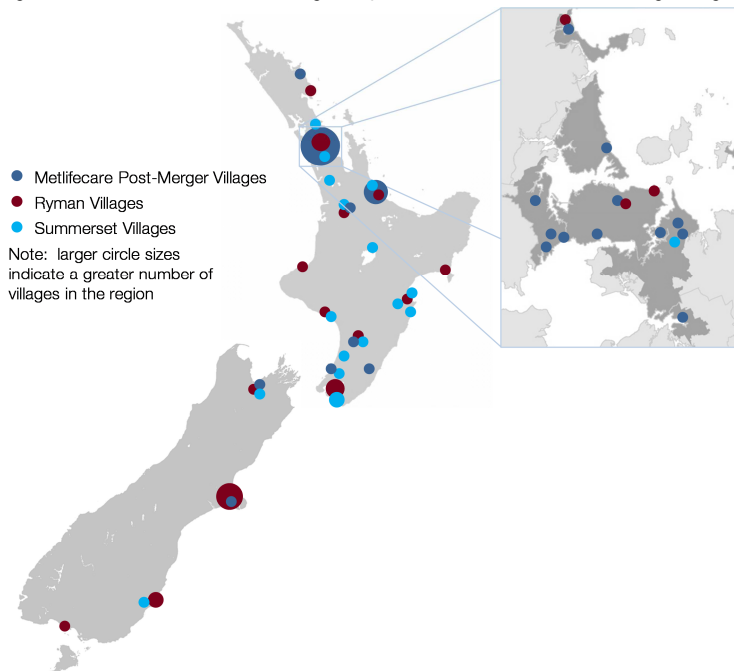 Metlifecare Post-Merger Villages
Ryman Villages
Summerset Villages
Note: larger circle sizes
indicate a greater number of
villages in the region